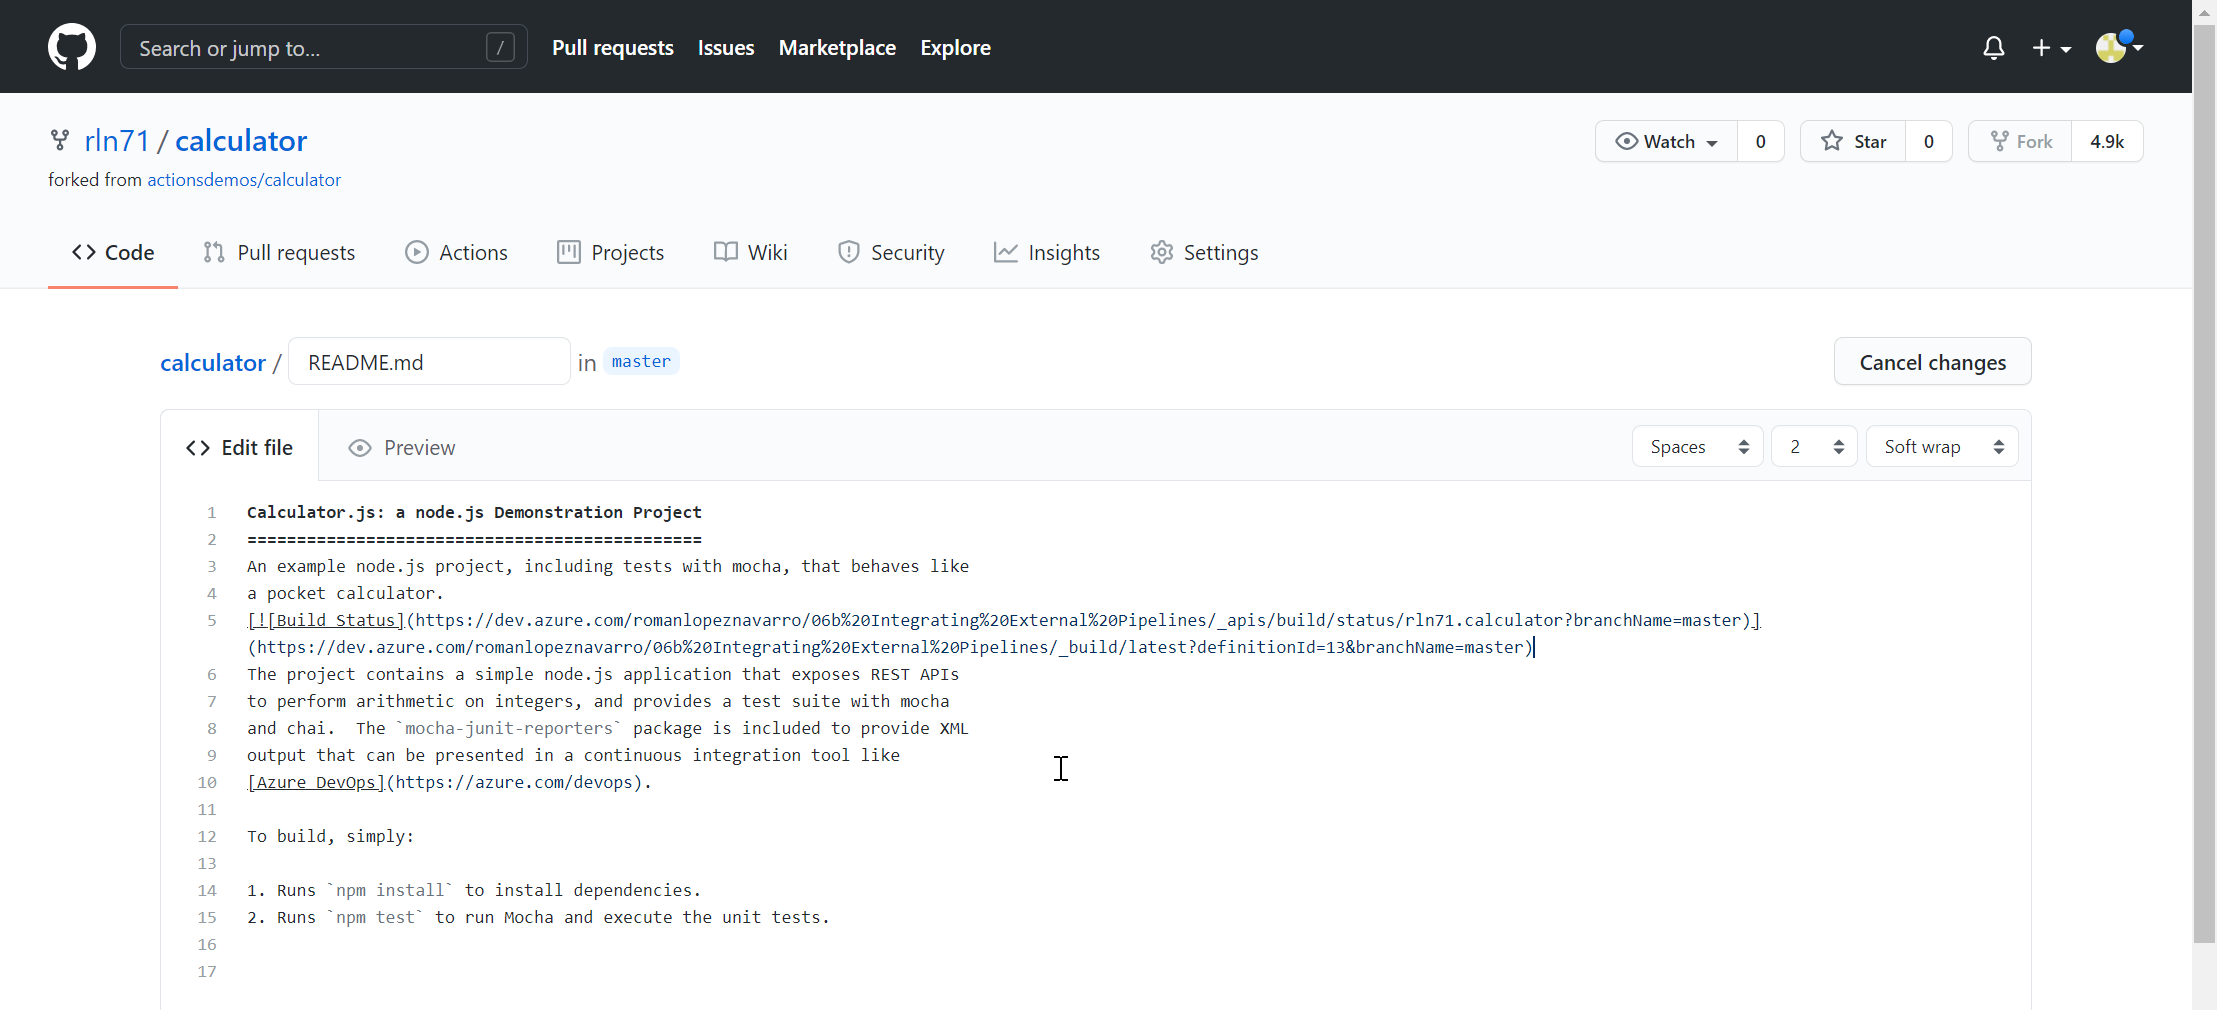 Search or jump to... /
Pull requests Issues Marketplace Explore
rln71 / calculator
Watch 0 Star 0 Fork 4.9k
forked from actionsdemos/calculator
Code Pull requests Actions Projects Wiki Security Insights Settings
calculator / README.md in master
Cancel changes
Edit file Preview
Spaces 2 Soft wrap
1 Calculator.js: a node.js Demonstration Project
2 ==============================================
3 An example node.js project, including tests with mocha, that behaves like
4 a pocket calculator.
5 [![Build Status](https://dev.azure.com/romanlopeznavarro/06b%20Integrating%20External%20Pipelines/_apis/build/status/rln71.calculator?branchName=master)]
(https://dev.azure.com/romanlopeznavarro/06b%20Integrating%20External%20Pipelines/_build/latest?definitionId=13&branchName=master)
6 The project contains a simple node.js application that exposes REST APIs
7 to perform arithmetic on integers, and provides a test suite with mocha
8 and chai.  The `mocha-junit-reporters` package is included to provide XML
9 output that can be presented in a continuous integration tool like
10 [Azure DevOps](https://azure.com/devops).
11
12 To build, simply:
13
14 1. Runs `npm install` to install dependencies.
15 2. Runs `npm test` to run Mocha and execute the unit tests.
16
17